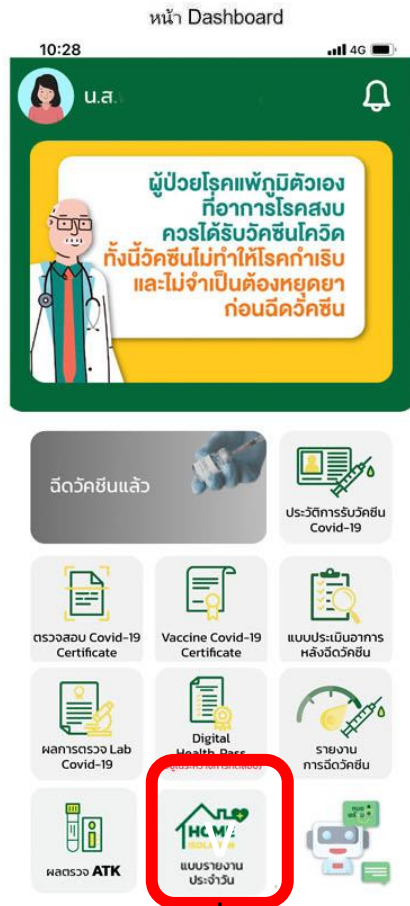 หน้า Dashboard
10:28
4G
น.ส.
ผู้ป่วยโรคแพ้ภูมิตัวเอง
ที่อาการโรคสงบ
ควรได้รับวัคซีนโควิด
ทั้งนี้วัคซีนไม่ทำให้โรคกำเริบ
และไม่จำเป็นต้องหยุดยา
ก่อนฉีดวัคซีน
ฉีดวัคซีนแล้ว
ประวัติการรับวัคซีน
Covid-19
ตรวจสอบ Covid-19
Certificate
Vaccine Covid-19
Certificate
แบบประเมินอาการ
หลังฉีดวัคซีน
ผลการตรวจ Lab
Covid-19
Digital
Health Pass
รายงาน
การฉีดวัคซีน
ผลตรวจ ATK
HOME
แบบรายงาน
ประจำวัน
หมอ
พร้อม